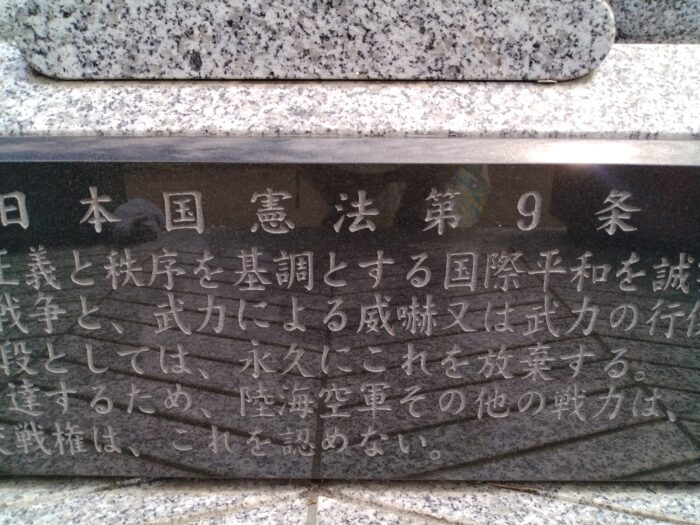 日本国憲法第9条
正義と秩序を基調とする国際平和を誠
戦争と、武力による威嚇又は武力の行使
段としては、永久にこれを放棄する。
達するため、陸海空軍その他の戦力は、
戦権は、これを認めない。